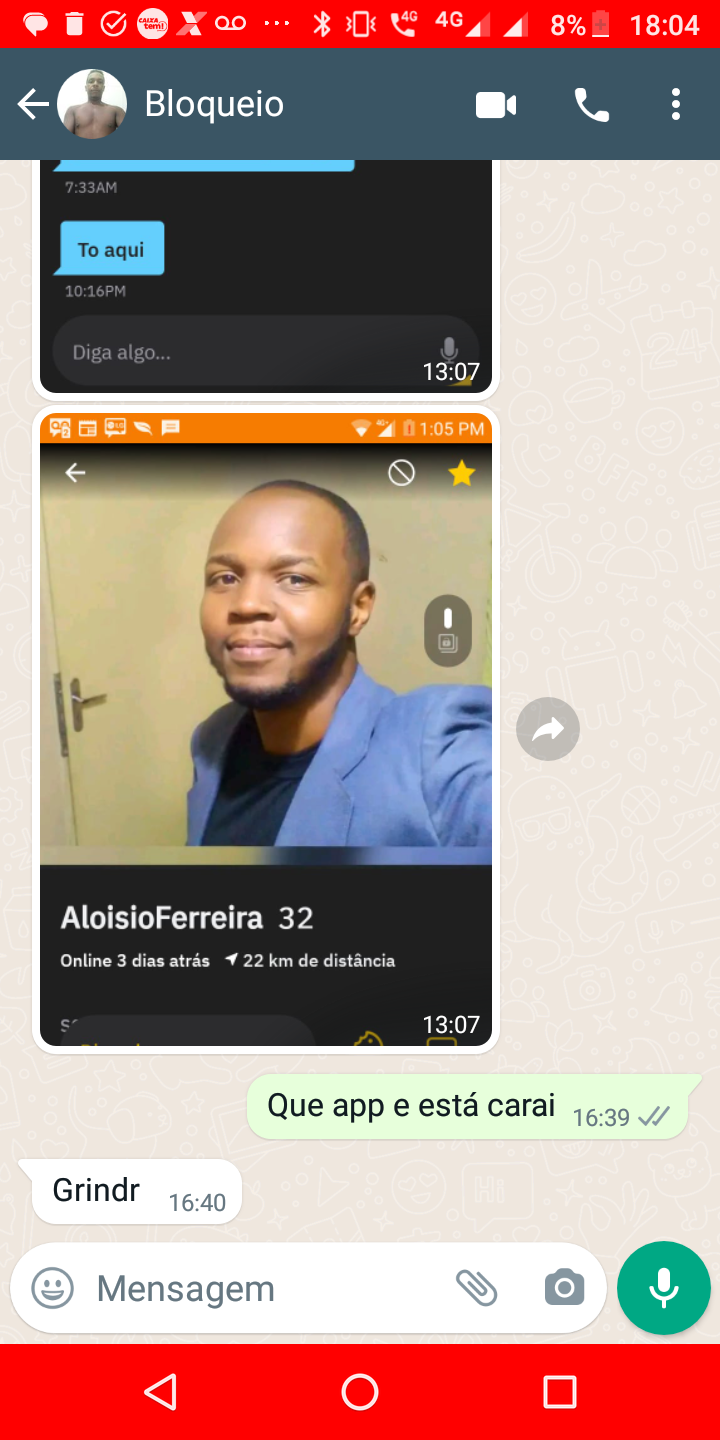 4G 4G 8% 18:04
Bloqueio
7:33AM
To aqui
10:16PM
Diga algo...
13:07
1:05 PM
AloisioFerreira 32
Online 3 dias atrás 22 km de distância
13:07
Que app e está carai 16:39
Grindr 16:40
Mensagem